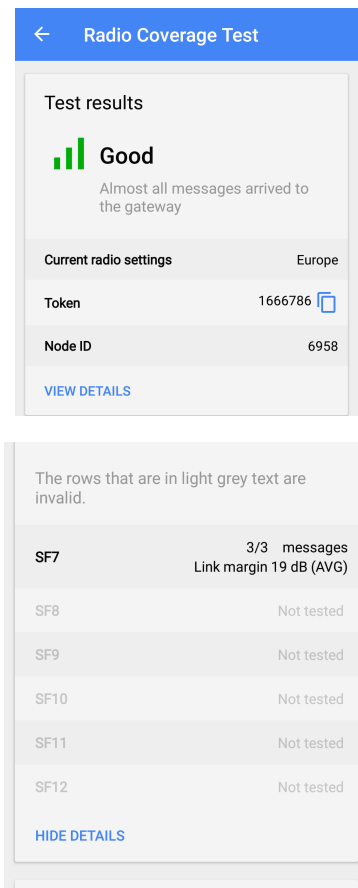 Radio Coverage Test
Test results
Good
Almost all messages arrived to
the gateway
Current radio settings Europe
Token 1666786
Node ID 6958
VIEW DETAILS
The rows that are in light grey text are
invalid.
SF7 3/3 messages
Link margin 19 dB (AVG)
SF8 Not tested
SF9 Not tested
SF10 Not tested
SF11 Not tested
SF12 Not tested
HIDE DETAILS